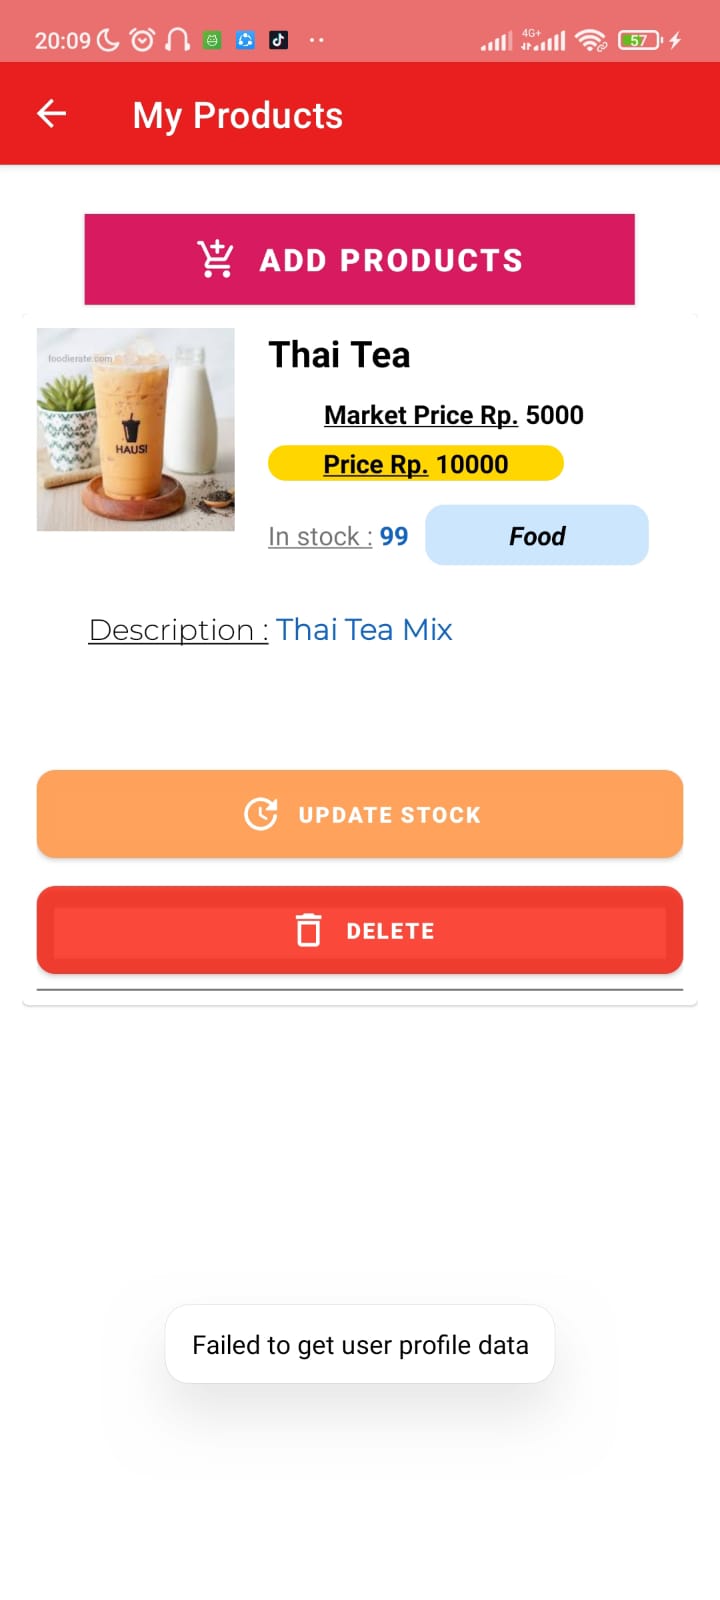 20:09
4G+
57
My Products
ADD PRODUCTS
foodierate.com
HAUS!
Thai Tea
Market Price Rp. 5000
Price Rp. 10000
In stock : 99
Food
Description : Thai Tea Mix
UPDATE STOCK
DELETE
Failed to get user profile data